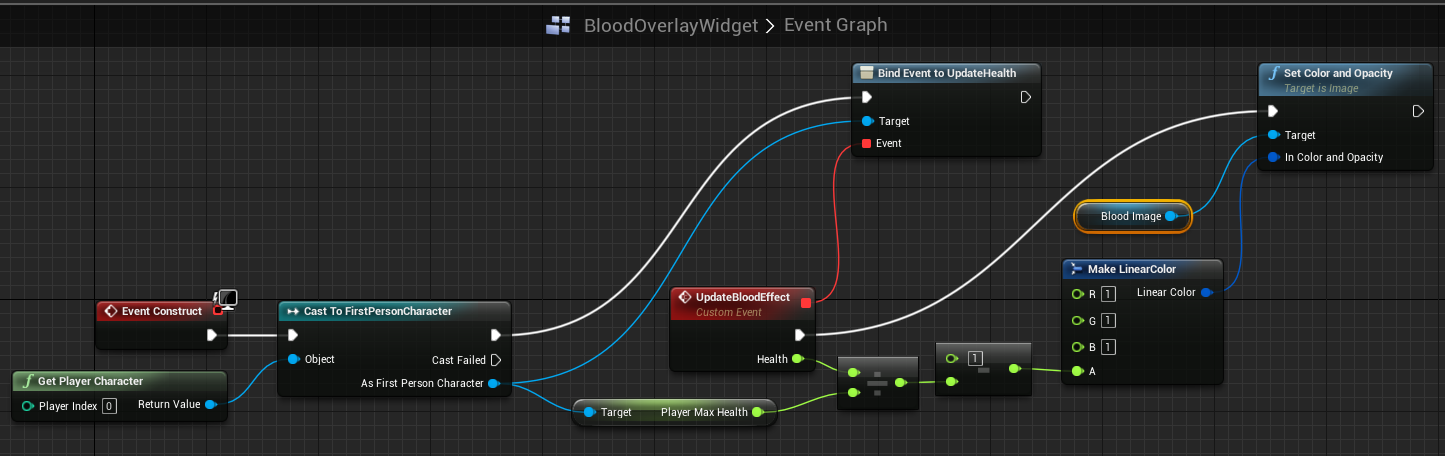 BloodOverlayWidget > Event Graph
Bind Event to UpdateHealth
Target
Event
Set Color and Opacity
Target is Image
Target
In Color and Opacity
Blood Image
Make LinearColor
R 1 Linear Color
G 1
B 1
A
Event Construct
Cast To FirstPersonCharacter
Object
Cast Failed
As First Person Character
UpdateBloodEffect
Custom Event
Health
1
Get Player Character
Player Index 0 Return Value
Target Player Max Health